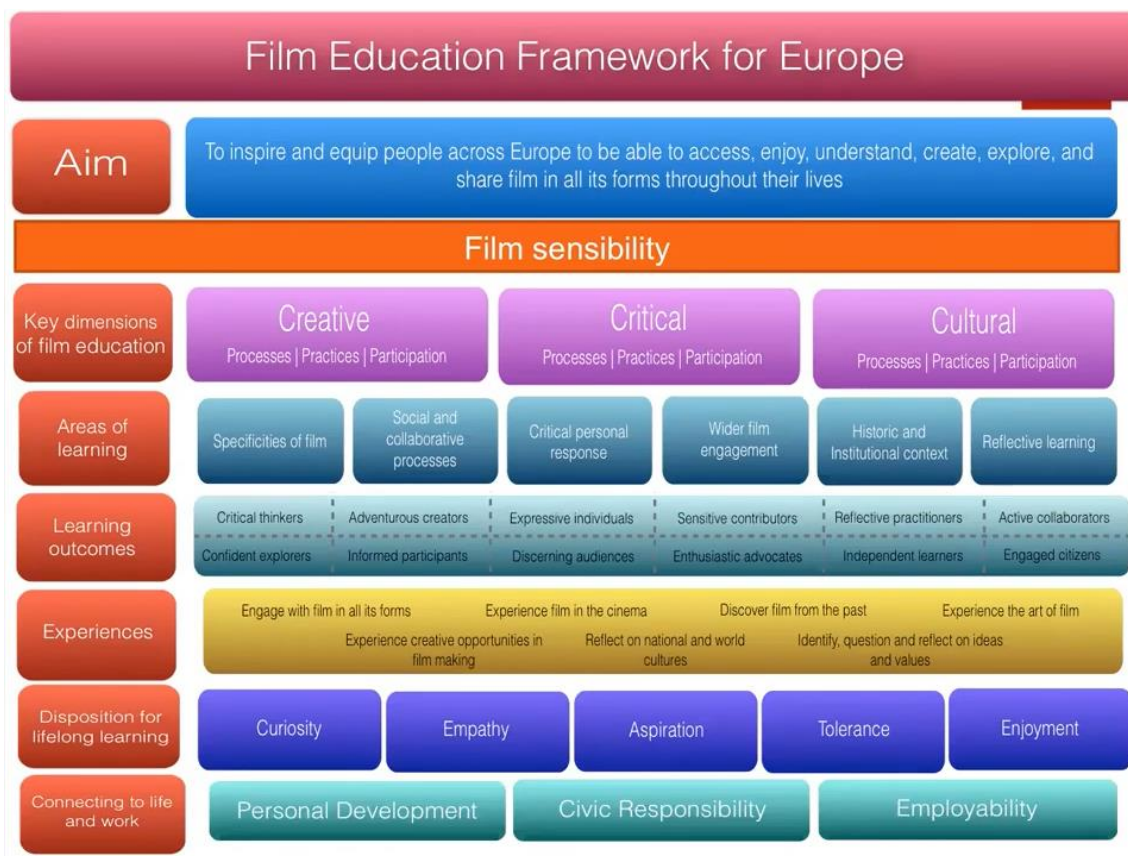 Film Education Framework for Europe
Aim
To inspire and equip people across Europe to be able to access, enjoy, understand, create, explore, and
share film in all its forms throughout their lives
Film sensibility
Key dimensions
of film education
Creative
Processes | Practices | Participation
Critical
Processes | Practices | Participation
Cultural
Processes | Practices | Participation
Areas of
learning
Specificities of film
Social and
collaborative
processes
Critical personal
response
Wider film
engagement
Historic and
Institutional context
Reflective learning
Learning
outcomes
Critical thinkers
Adventurous creators
Expressive individuals
Sensitive contributors
Reflective practitioners
Active collaborators
Confident explorers
Informed participants
Discerning audiences
Enthusiastic advocates
Independent learners
Engaged citizens
Experiences
Engage with film in all its forms
Experience film in the cinema
Discover film from the past
Experience the art of film
Experience creative opportunities in
film making
Reflect on national and world
cultures
Identify, question and reflect on ideas
and values
Disposition for
lifelong learning
Curiosity
Empathy
Aspiration
Tolerance
Enjoyment
Connecting to life
and work
Personal Development
Civic Responsibility
Employability